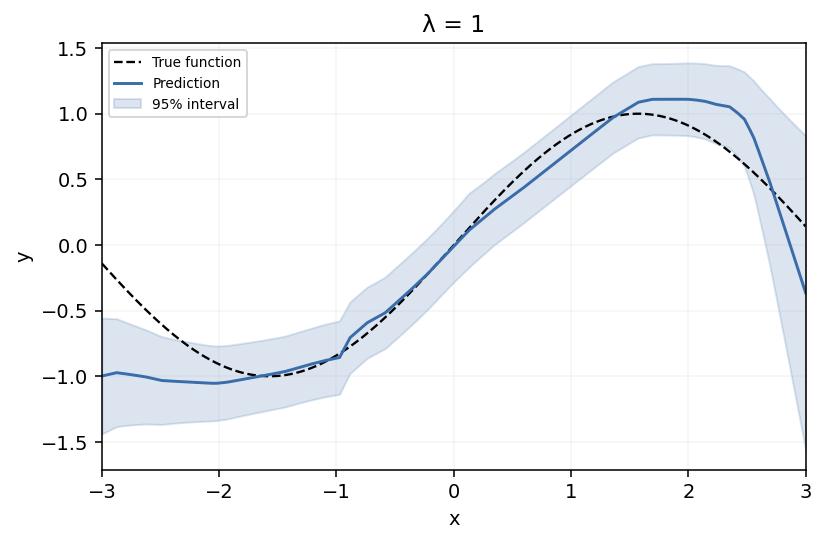 λ = 1
True function
Prediction
95% interval
1.5
1.0
0.5
0.0
−0.5
−1.0
−1.5
y
−3 −2 −1 0 1 2 3
x